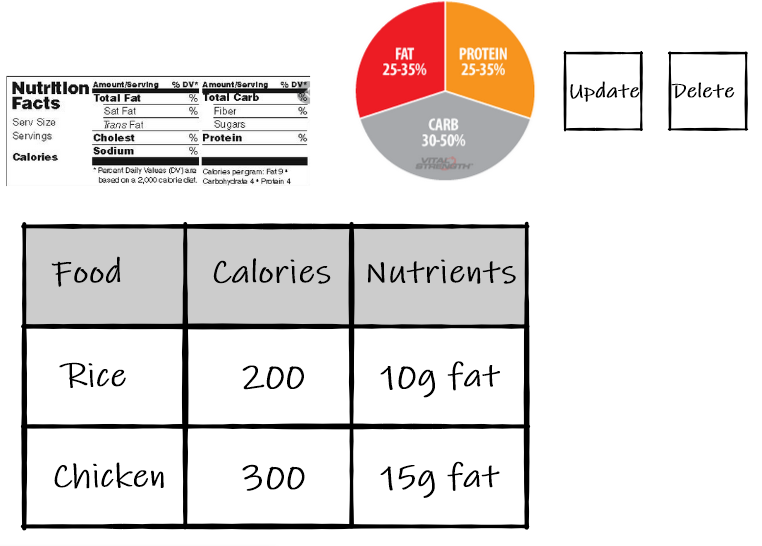 Nutrition Facts
Serv Size
Servings
Calories
Amount/Serving % DV*
Total Fat %
Sat Fat %
Trans Fat
Cholest %
Sodium %
* Percent Daily Values (DV) are
based on a 2,000 calorie diet.
Amount/Serving % DV*
Total Carb %
Fiber %
Sugars
Protein %
Calories per gram: Fat 9 •
Carbohydrate 4 • Protein 4
FAT
25-35%
PROTEIN
25-35%
CARB
30-50%
VITAL STRENGTH
Update
Delete
Food Calories Nutrients
Rice 200 10g fat
Chicken 300 15g fat